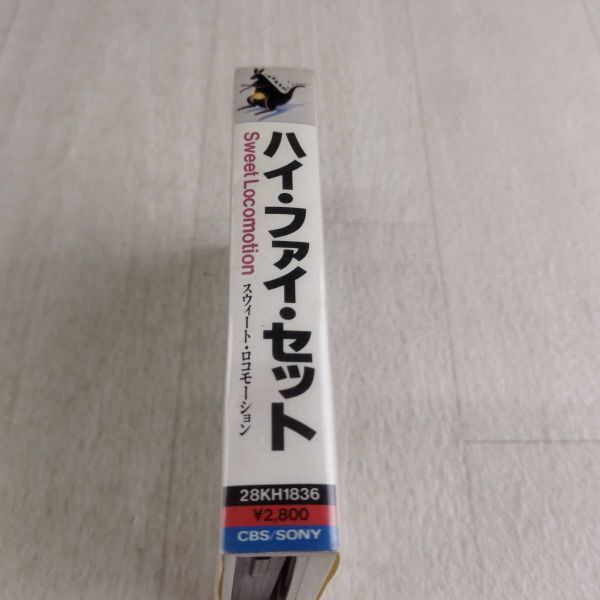 ハイ・ファイ・セット
Sweet Locomotion
スウィート・ロコモーション
28KH1836
¥2,800
CBS/SONY